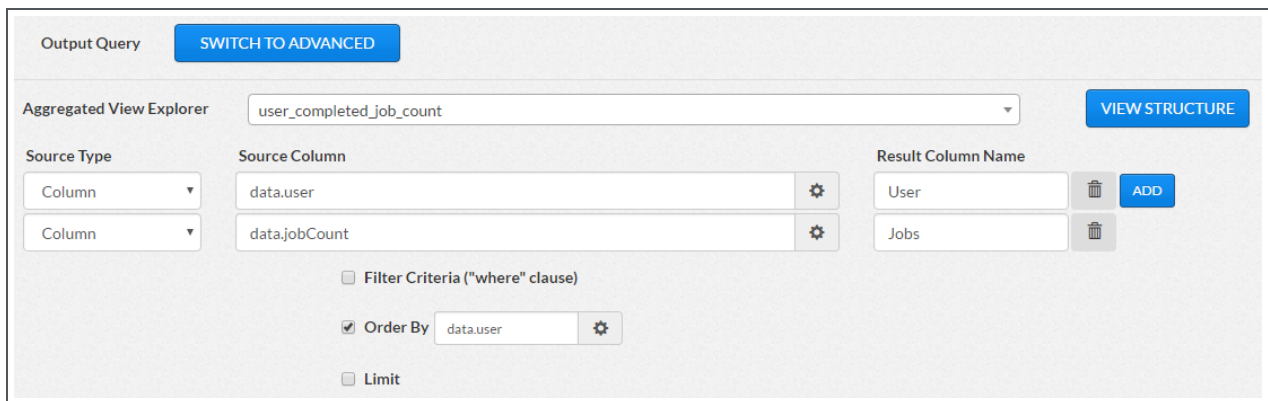 Output Query SWITCH TO ADVANCED
Aggregated View Explorer user_completed_job_count VIEW STRUCTURE
Source Type Source Column Result Column Name
Column data.user User ADD
Column data.jobCount Jobs
Filter Criteria ("where" clause)
Order By data.user
Limit